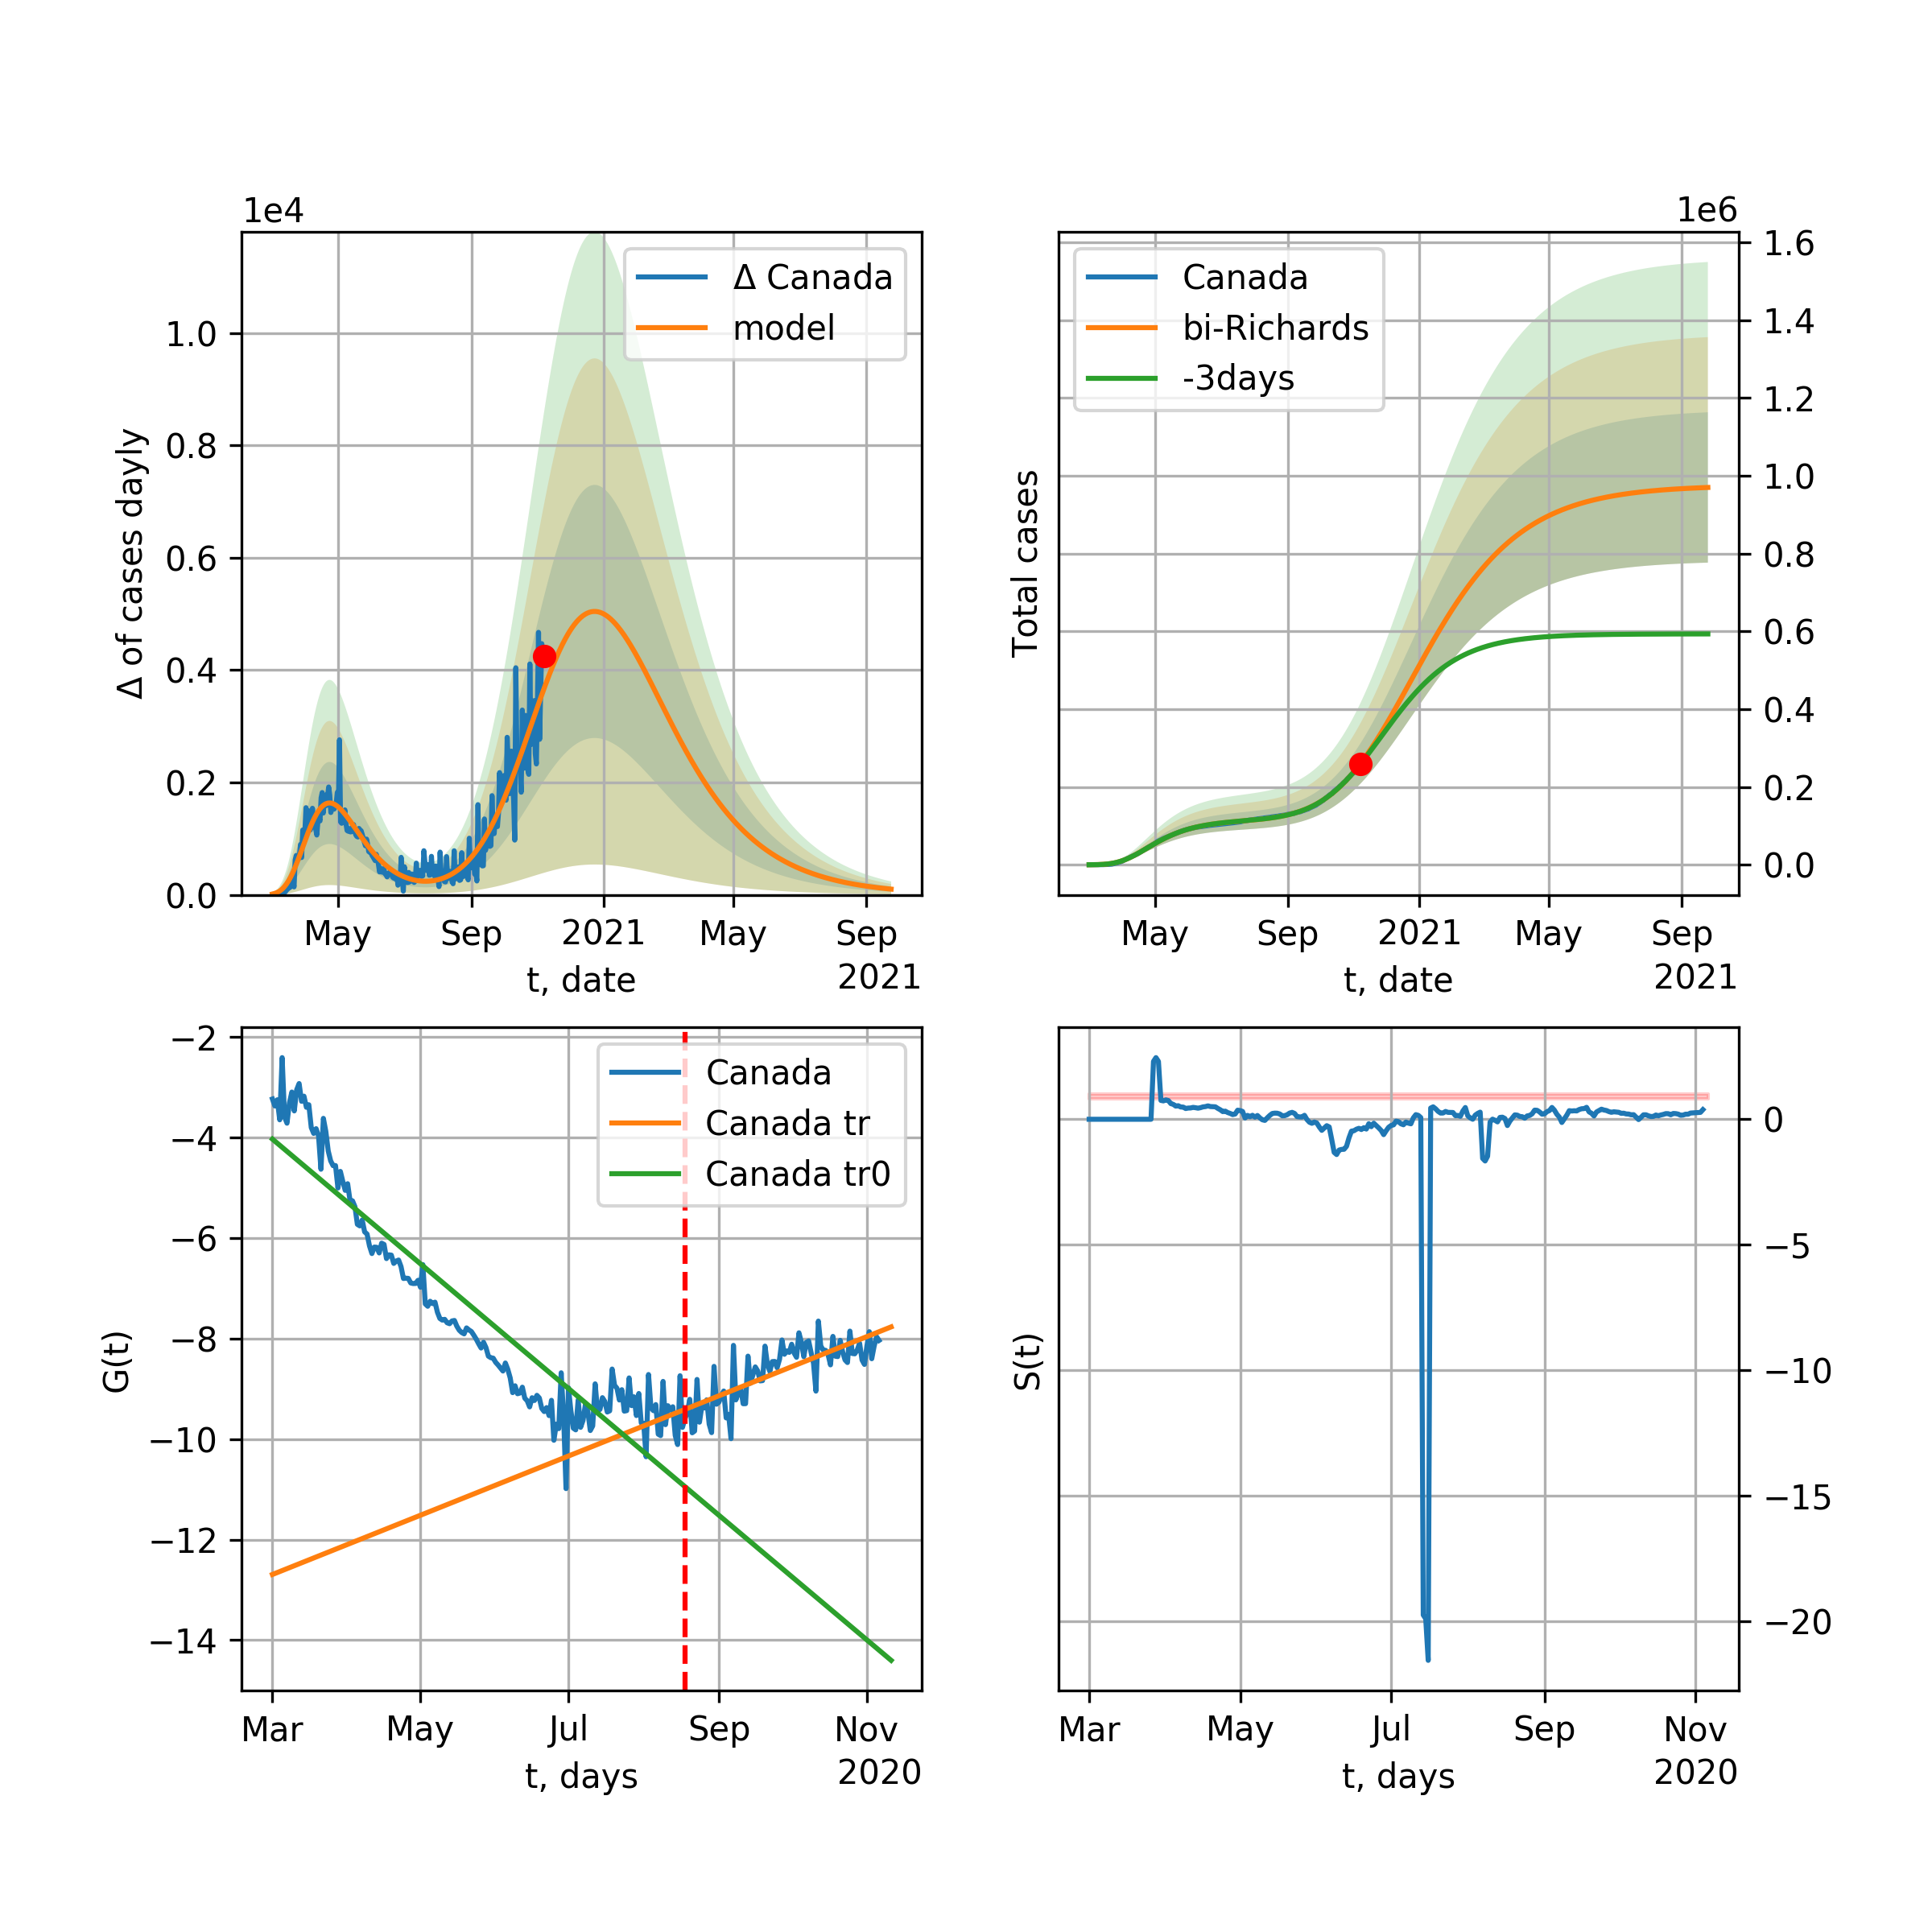 1e4
Δ Canada
model
1.0
0.8
0.6
0.4
0.2
0.0
Δ of cases dayly
May Sep 2021 May Sep
2021
t, date
1e6
Canada
bi-Richards
-3days
1.6
1.4
1.2
1.0
0.8
0.6
0.4
0.2
0.0
Total cases
May Sep 2021 May Sep
2021
t, date
Canada
Canada tr
Canada tr0
−2
−4
−6
−8
−10
−12
−14
G(t)
Mar May Jul Sep Nov
2020
t, days
0
−5
−10
−15
−20
S(t)
Mar May Jul Sep Nov
2020
t, days